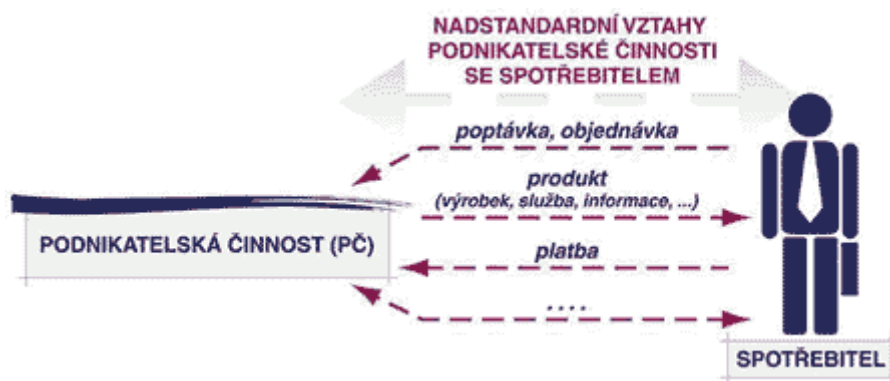 NADSTANDARDNÍ VZTAHY
PODNIKATELSKÉ ČINNOSTI
SE SPOTŘEBITELEM
poptávka, objednávka
produkt
(výrobek, služba, informace, ...)
PODNIKATELSKÁ ČINNOST (PČ)
platba
....
SPOTŘEBITEL